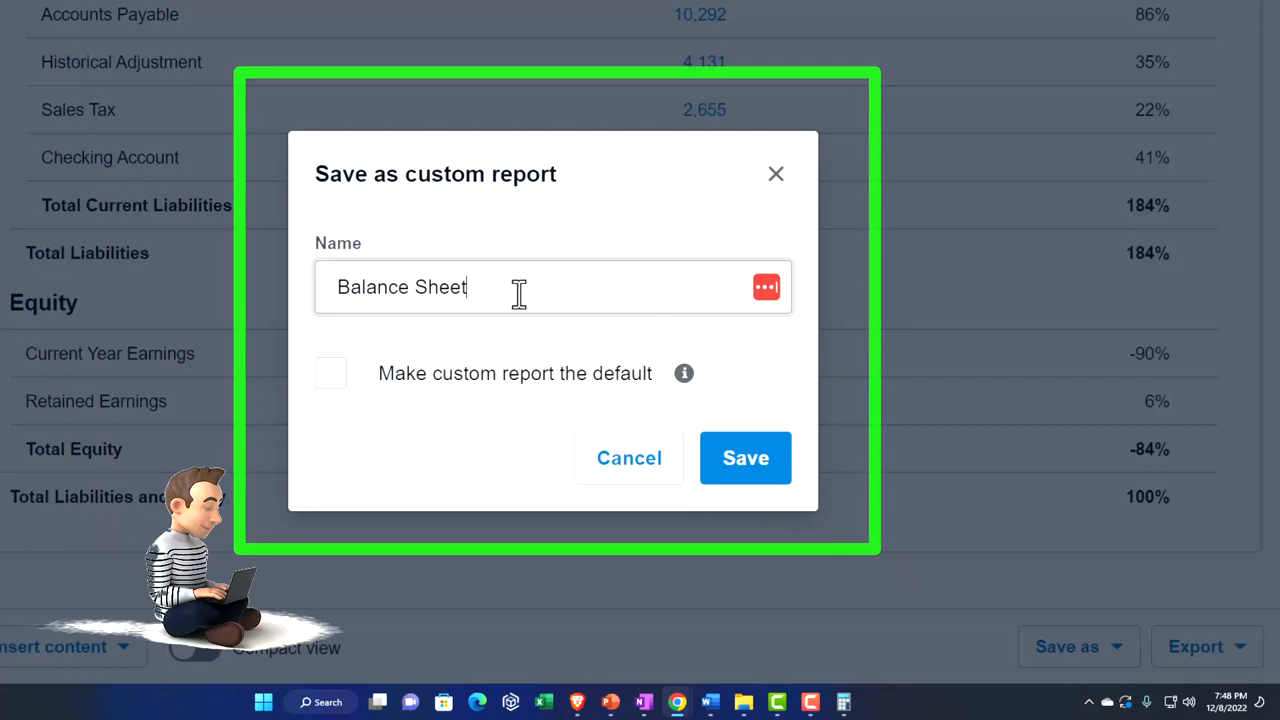 Accounts Payable 10,292 86%
Historical Adjustment 4,131 35%
Sales Tax 2,655 22%
Checking Account 41%
Total Current Liabilities 184%
Total Liabilities 184%
Equity
Current Year Earnings -90%
Retained Earnings 6%
Total Equity -84%
Total Liabilities an 100%
Save as custom report
Name
Balance Sheet
Make custom report the default
Cancel Save
nsert content
Compact view
Save as Export
Search
7:48 PM
12/8/2022